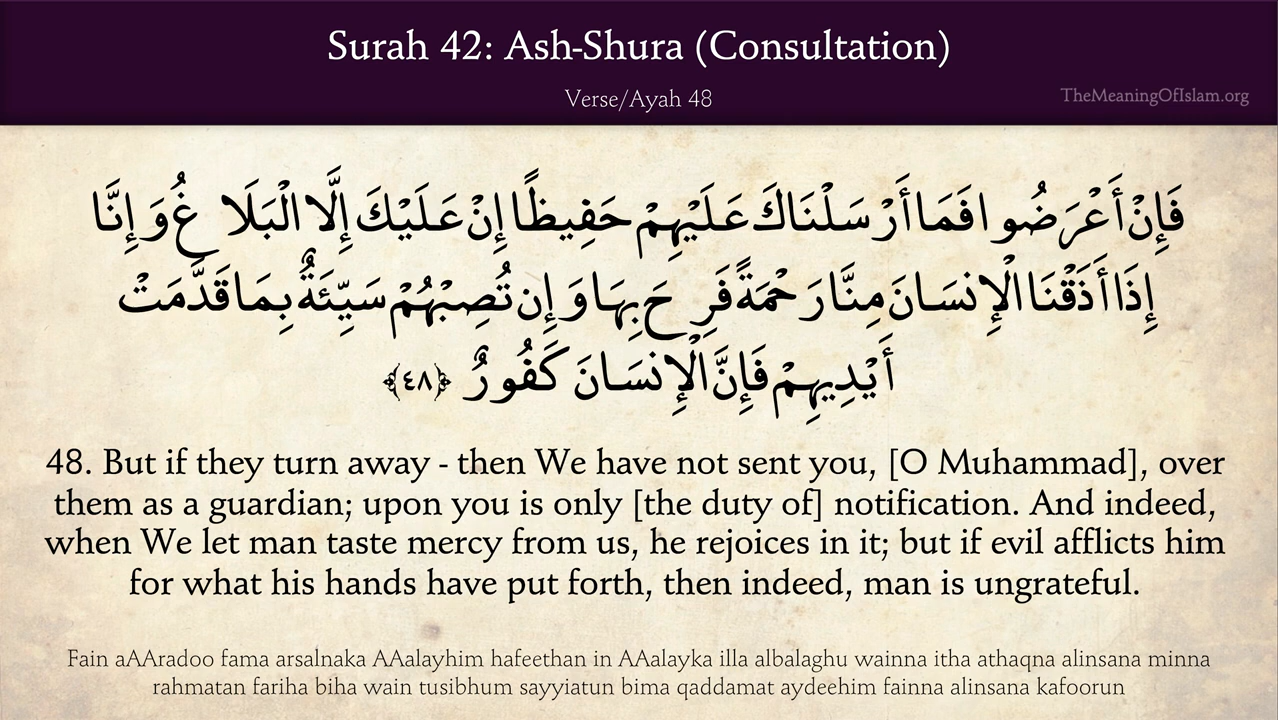 Surah 42: Ash-Shura (Consultation)
Verse/Ayah 48
TheMeaningOfIslam.org
فَإِنْ أَعْرَضُوا فَمَا أَرْسَلْنَاكَ عَلَيْهِمْ حَفِيظًا إِنْ عَلَيْكَ إِلَّا الْبَلَاغُ وَإِنَّا
إِذَا أَذَقْنَا الْإِنسَانَ مِنَّا رَحْمَةً فَرِحَ بِهَا وَإِن تُصِبْهُمْ سَيِّئَةٌ بِمَا قَدَّمَتْ
أَيْدِيهِمْ فَإِنَّ الْإِنسَانَ كَفُورٌ ﴿٤٨﴾
48. But if they turn away - then We have not sent you, [O Muhammad], over
them as a guardian; upon you is only [the duty of] notification. And indeed,
when We let man taste mercy from us, he rejoices in it; but if evil afflicts him
for what his hands have put forth, then indeed, man is ungrateful.
Fain aAAradoo fama arsalnaka AAalayhim hafeethan in AAalayka illa albalaghu wainna itha athaqna alinsana minna
rahmatan fariha biha wain tusibhum sayyiatun bima qaddamat aydeehim fainna alinsana kafoorun